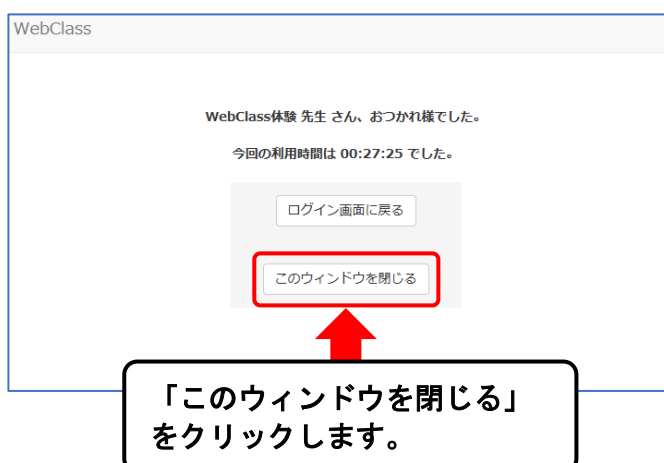 WebClass
WebClass体験 先生 さん、おつかれ様でした。
今回の利用時間は 00:27:25 でした。
ログイン画面に戻る
このウィンドウを閉じる
「このウィンドウを閉じる」
をクリックします。